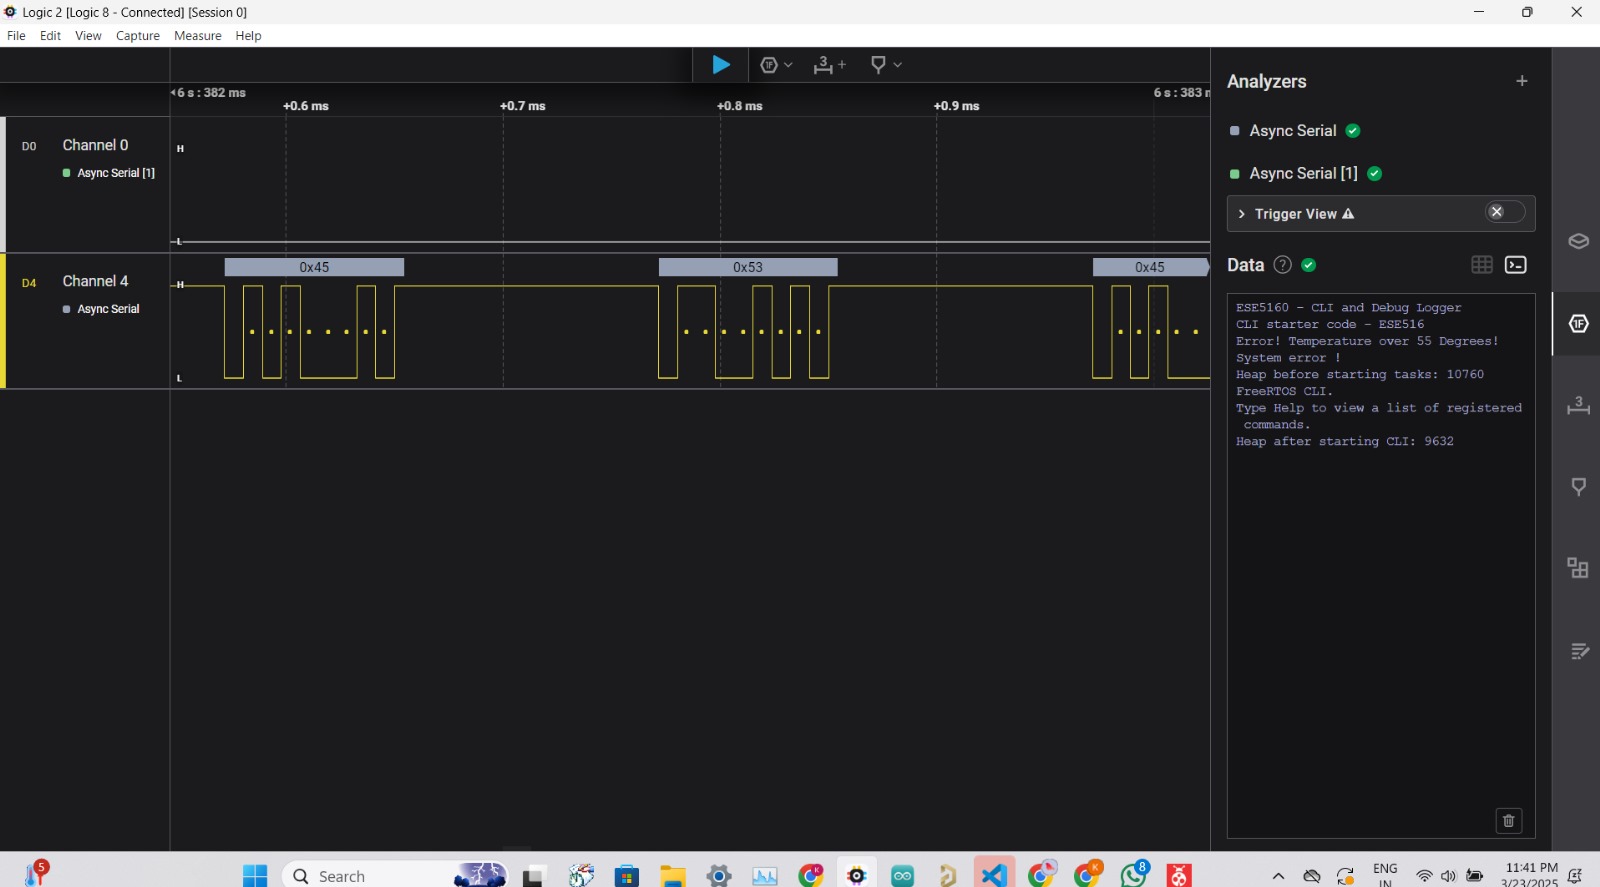 Logic 2 [Logic 8 - Connected] [Session 0]
File Edit View Capture Measure Help
6 s : 382 ms
6 s : 383 m
+0.6 ms
+0.7 ms
+0.8 ms
+0.9 ms
D0 Channel 0
Async Serial [1]
H
L
D4 Channel 4
Async Serial
H
L
0x45
0x53
0x45
Analyzers
Async Serial
Async Serial [1]
Trigger View
Data
ESE5160 - CLI and Debug Logger
CLI starter code - ESE516
Error! Temperature over 55 Degrees!
System error !
Heap before starting tasks: 10760
FreeRTOS CLI.
Type Help to view a list of registered
commands.
Heap after starting CLI: 9632
1F
3
1F
3
5
Search
K
K
8
ENG
IN
11:41 PM
3/23/2025